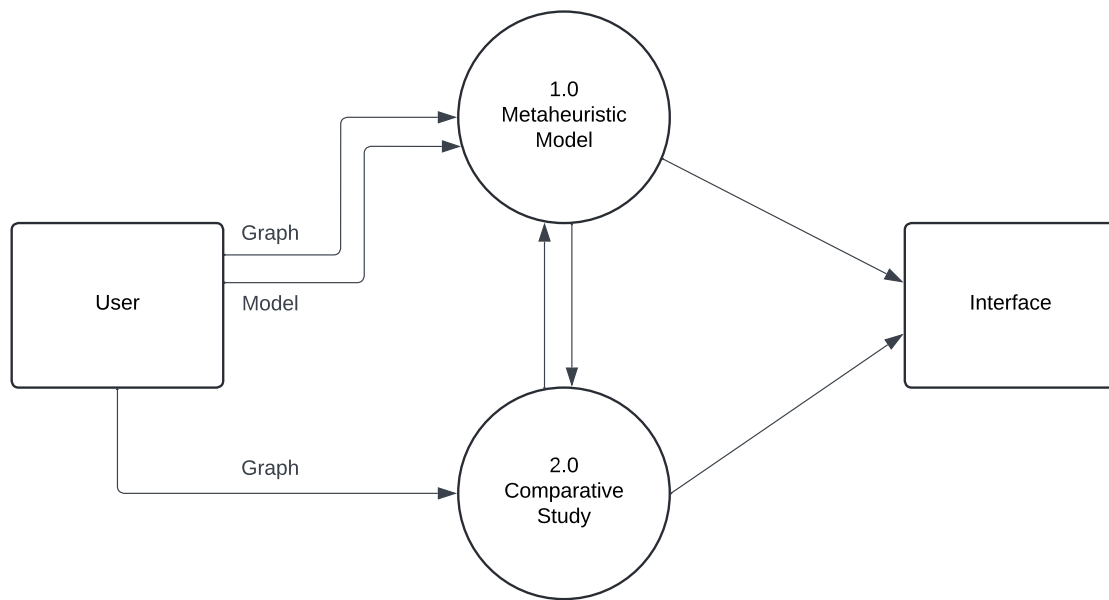 1.0
Metaheuristic
Model
Graph
User
Model
Interface
Graph
2.0
Comparative
Study